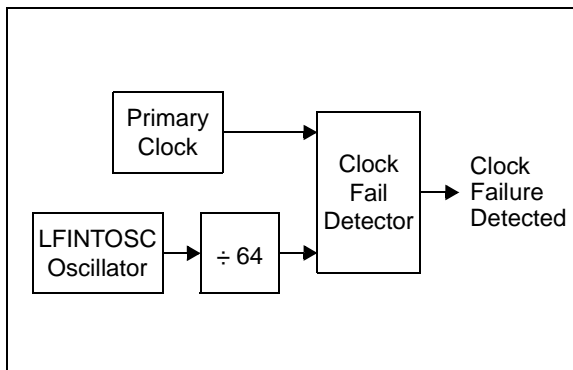 Primary
Clock
LFINTOSC
Oscillator
÷ 64
Clock
Fail
Detector
Clock
Failure
Detected